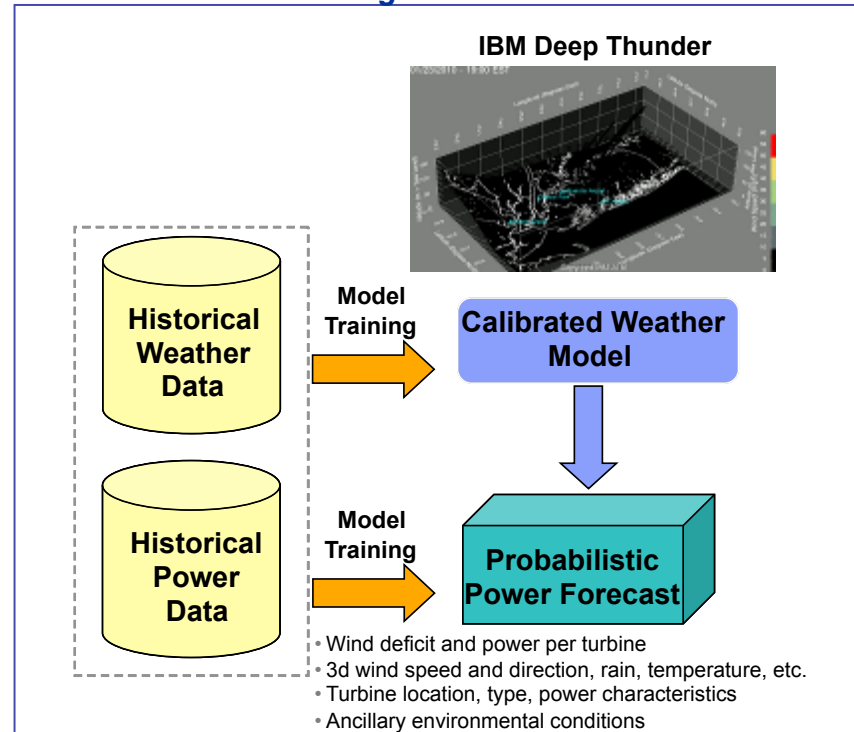 IBM Deep Thunder
Historical
Weather
Data
Model
Training
Calibrated Weather
Model
Historical
Power
Data
Model
Training
Probabilistic
Power Forecast
• Wind deficit and power per turbine
• 3d wind speed and direction, rain, temperature, etc.
• Turbine location, type, power characteristics
• Ancillary environmental conditions